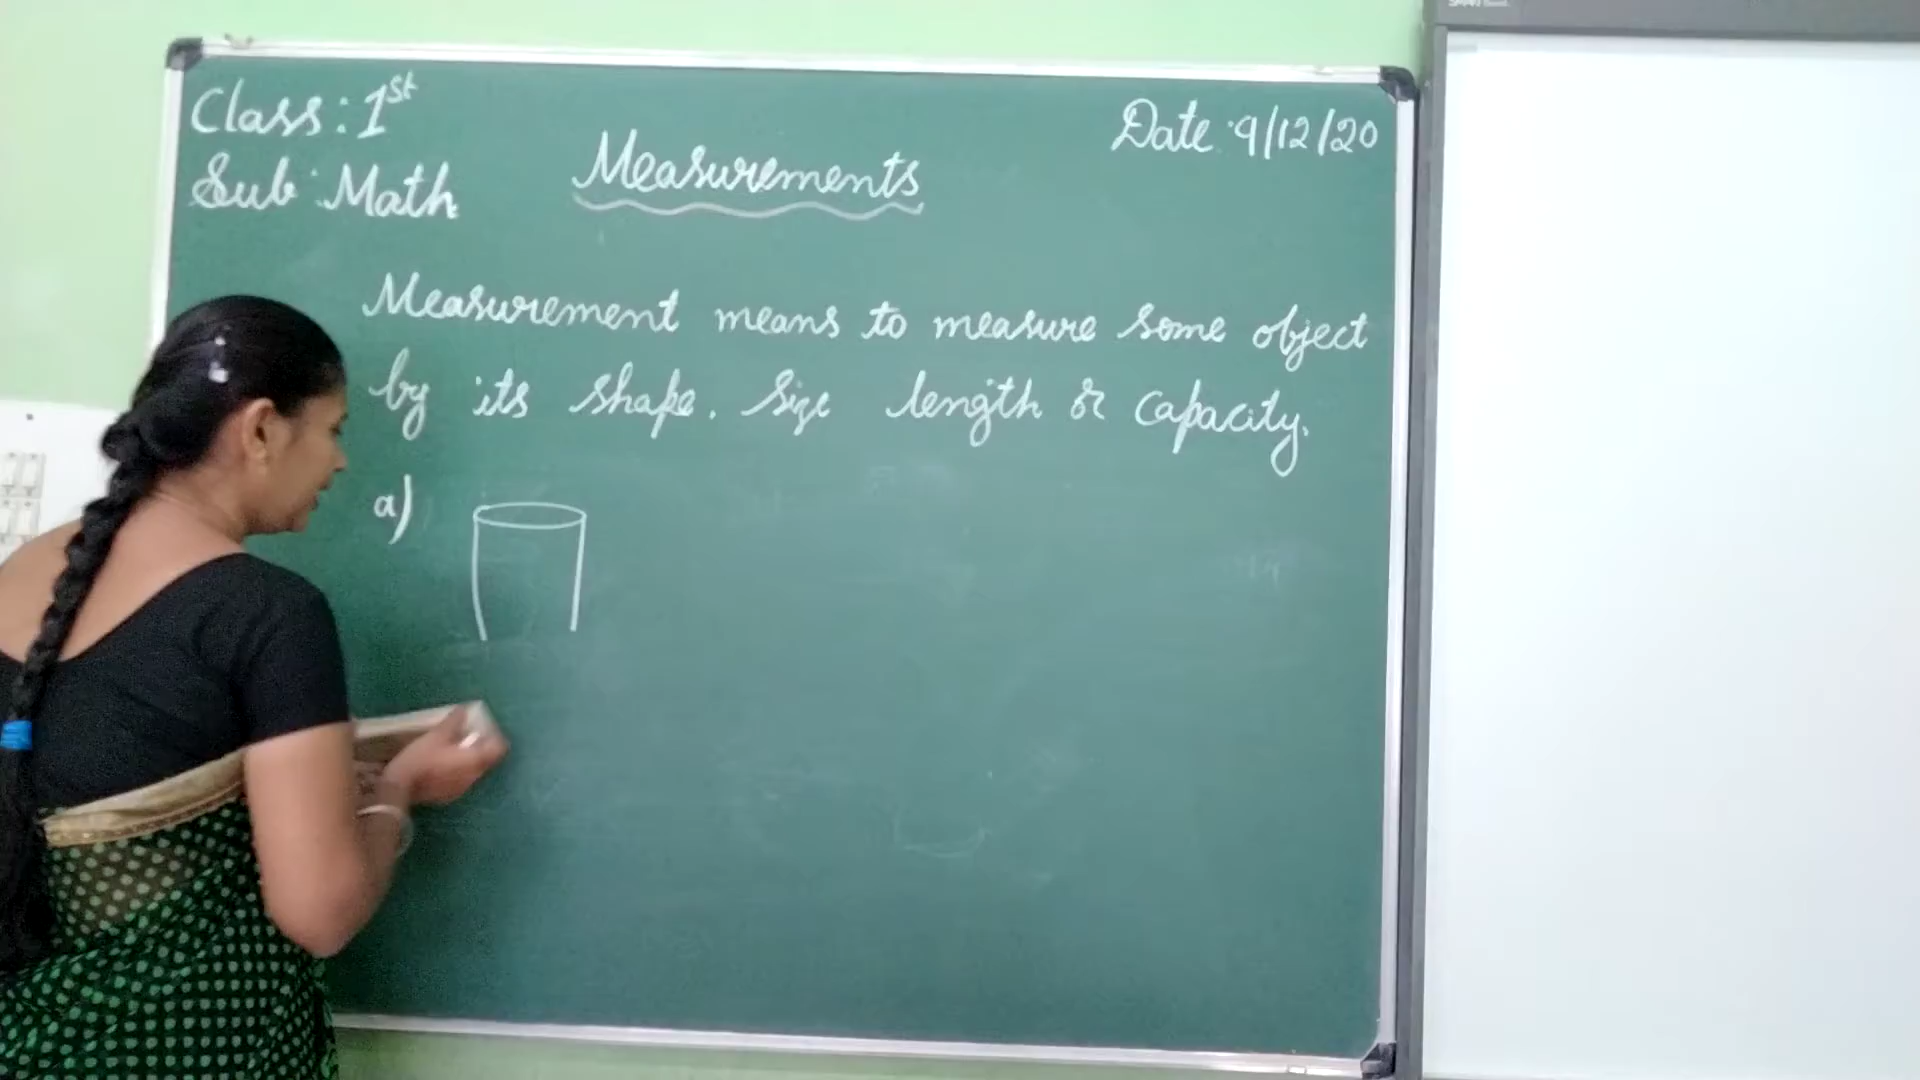 Class : 1st
Date : 9/12/20
Sub : Math
Measurements
Measurement means to measure some object
by its shape. Size length or capacity.
a)